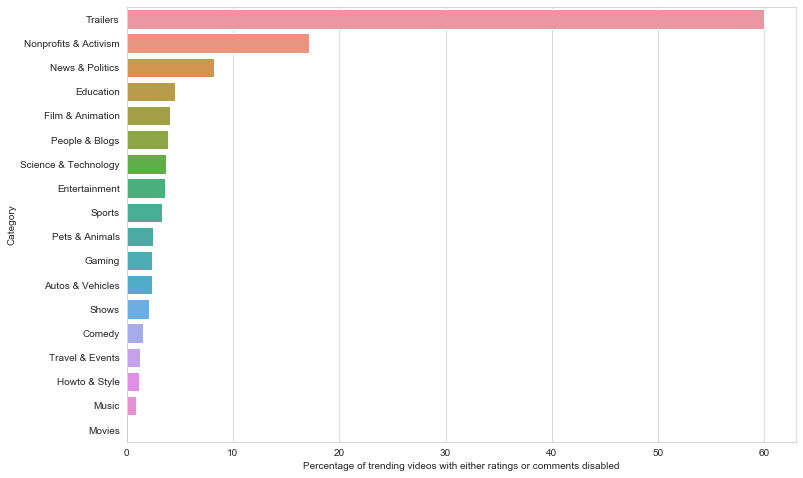 Trailers
Nonprofits & Activism
News & Politics
Education
Film & Animation
People & Blogs
Science & Technology
Entertainment
Sports
Pets & Animals
Gaming
Autos & Vehicles
Shows
Comedy
Travel & Events
Howto & Style
Music
Movies
Category
0 10 20 30 40 50 60
Percentage of trending videos with either ratings or comments disabled